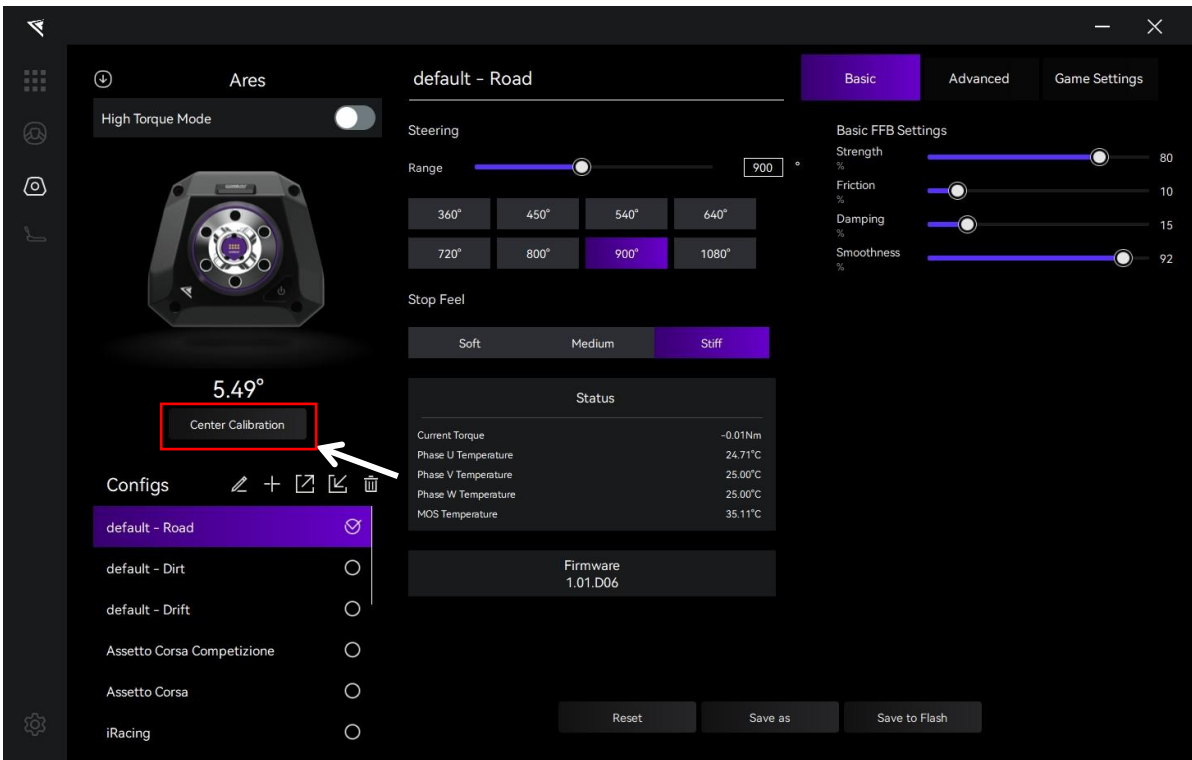 Ares
High Torque Mode
5.49°
Center Calibration
Configs
default - Road
default - Dirt
default - Drift
Assetto Corsa Competizione
Assetto Corsa
iRacing
default - Road
Steering
Range
900 °
360° 450° 540° 640°
720° 800° 900° 1080°
Stop Feel
Soft Medium Stiff
Status
Current Torque -0.01Nm
Phase U Temperature 24.71°C
Phase V Temperature 25.00°C
Phase W Temperature 25.00°C
MOS Temperature 35.11°C
Firmware
1.01.D06
Basic Advanced Game Settings
Basic FFB Settings
Strength 80
%
Friction 10
%
Damping 15
%
Smoothness 92
%
Reset Save as Save to Flash